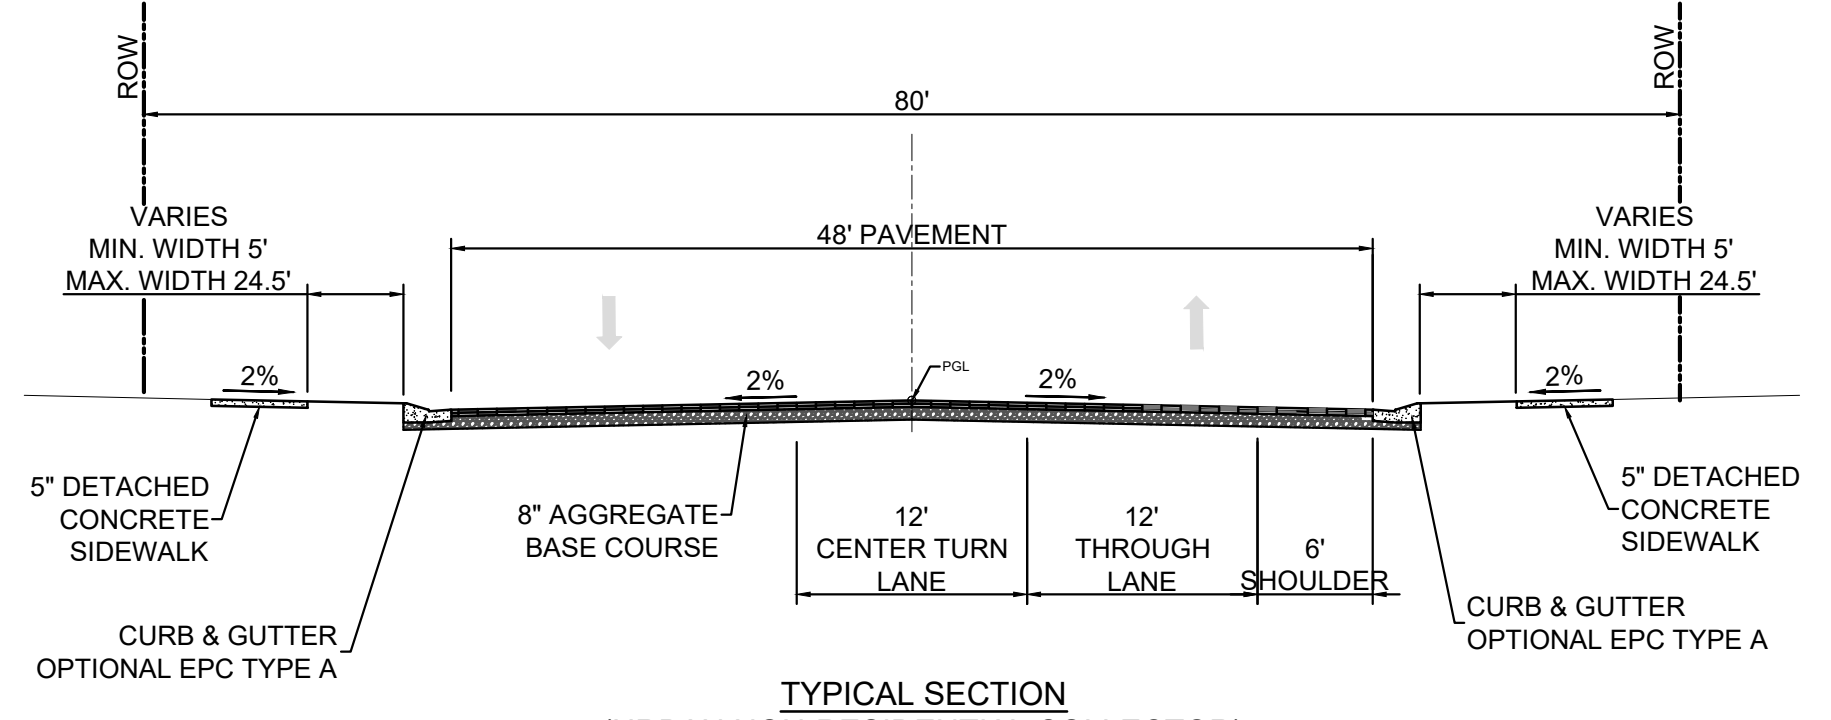 ROW
ROW
80'
VARIES
MIN. WIDTH 5'
MAX. WIDTH 24.5'
48' PAVEMENT
VARIES
MIN. WIDTH 5'
MAX. WIDTH 24.5'
2%
2%
PGL
2%
2%
5" DETACHED
CONCRETE
SIDEWALK
8" AGGREGATE
BASE COURSE
12'
CENTER TURN
LANE
12'
THROUGH
LANE
6'
SHOULDER
5" DETACHED
CONCRETE
SIDEWALK
CURB & GUTTER
OPTIONAL EPC TYPE A
CURB & GUTTER
OPTIONAL EPC TYPE A
TYPICAL SECTION